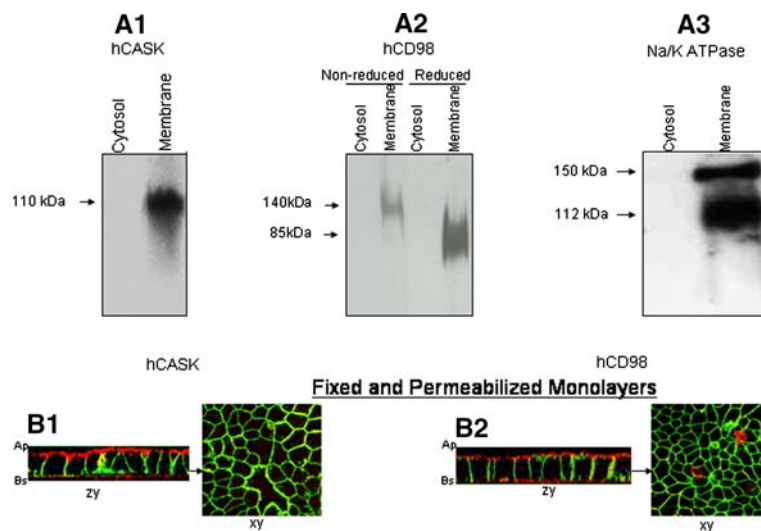 A1
hCASK
Cytosol
Membrane
110 kDa
A2
hCD98
Non-reduced Reduced
Cytosol
Membrane
Cytosol
Membrane
140kDa
85kDa
A3
Na/K ATPase
Cytosol
Membrane
150 kDa
112 kDa
hCASK
hCD98
Fixed and Permeabilized Monolayers
B1
Ap
Bs
zy
xy
B2
Ap
Bs
zy
xy